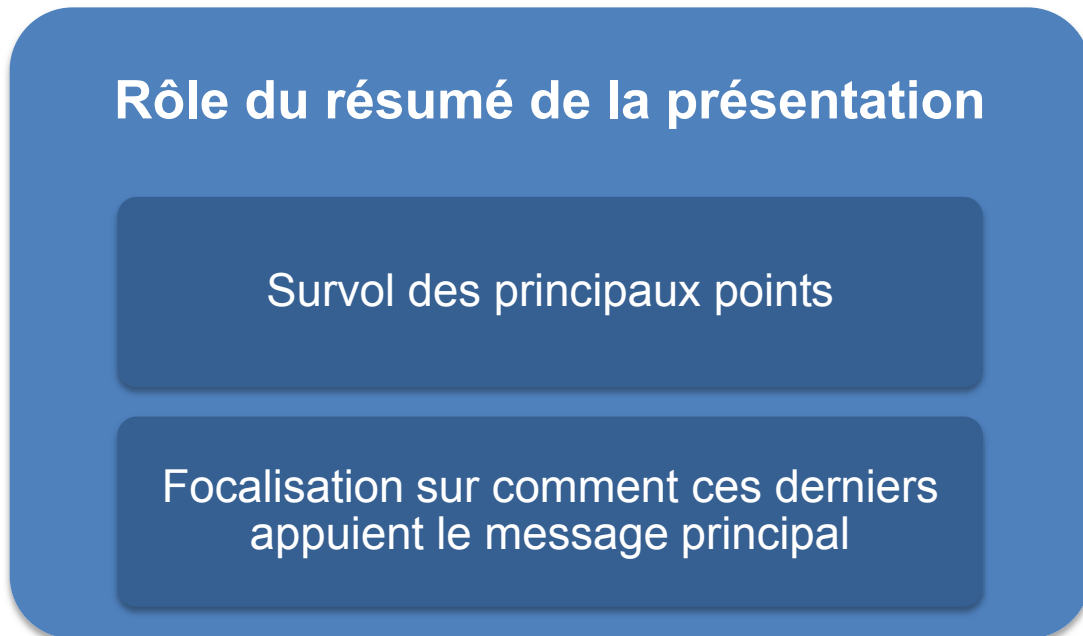 Rôle du résumé de la présentation
Survol des principaux points
Focalisation sur comment ces derniers
appuient le message principal